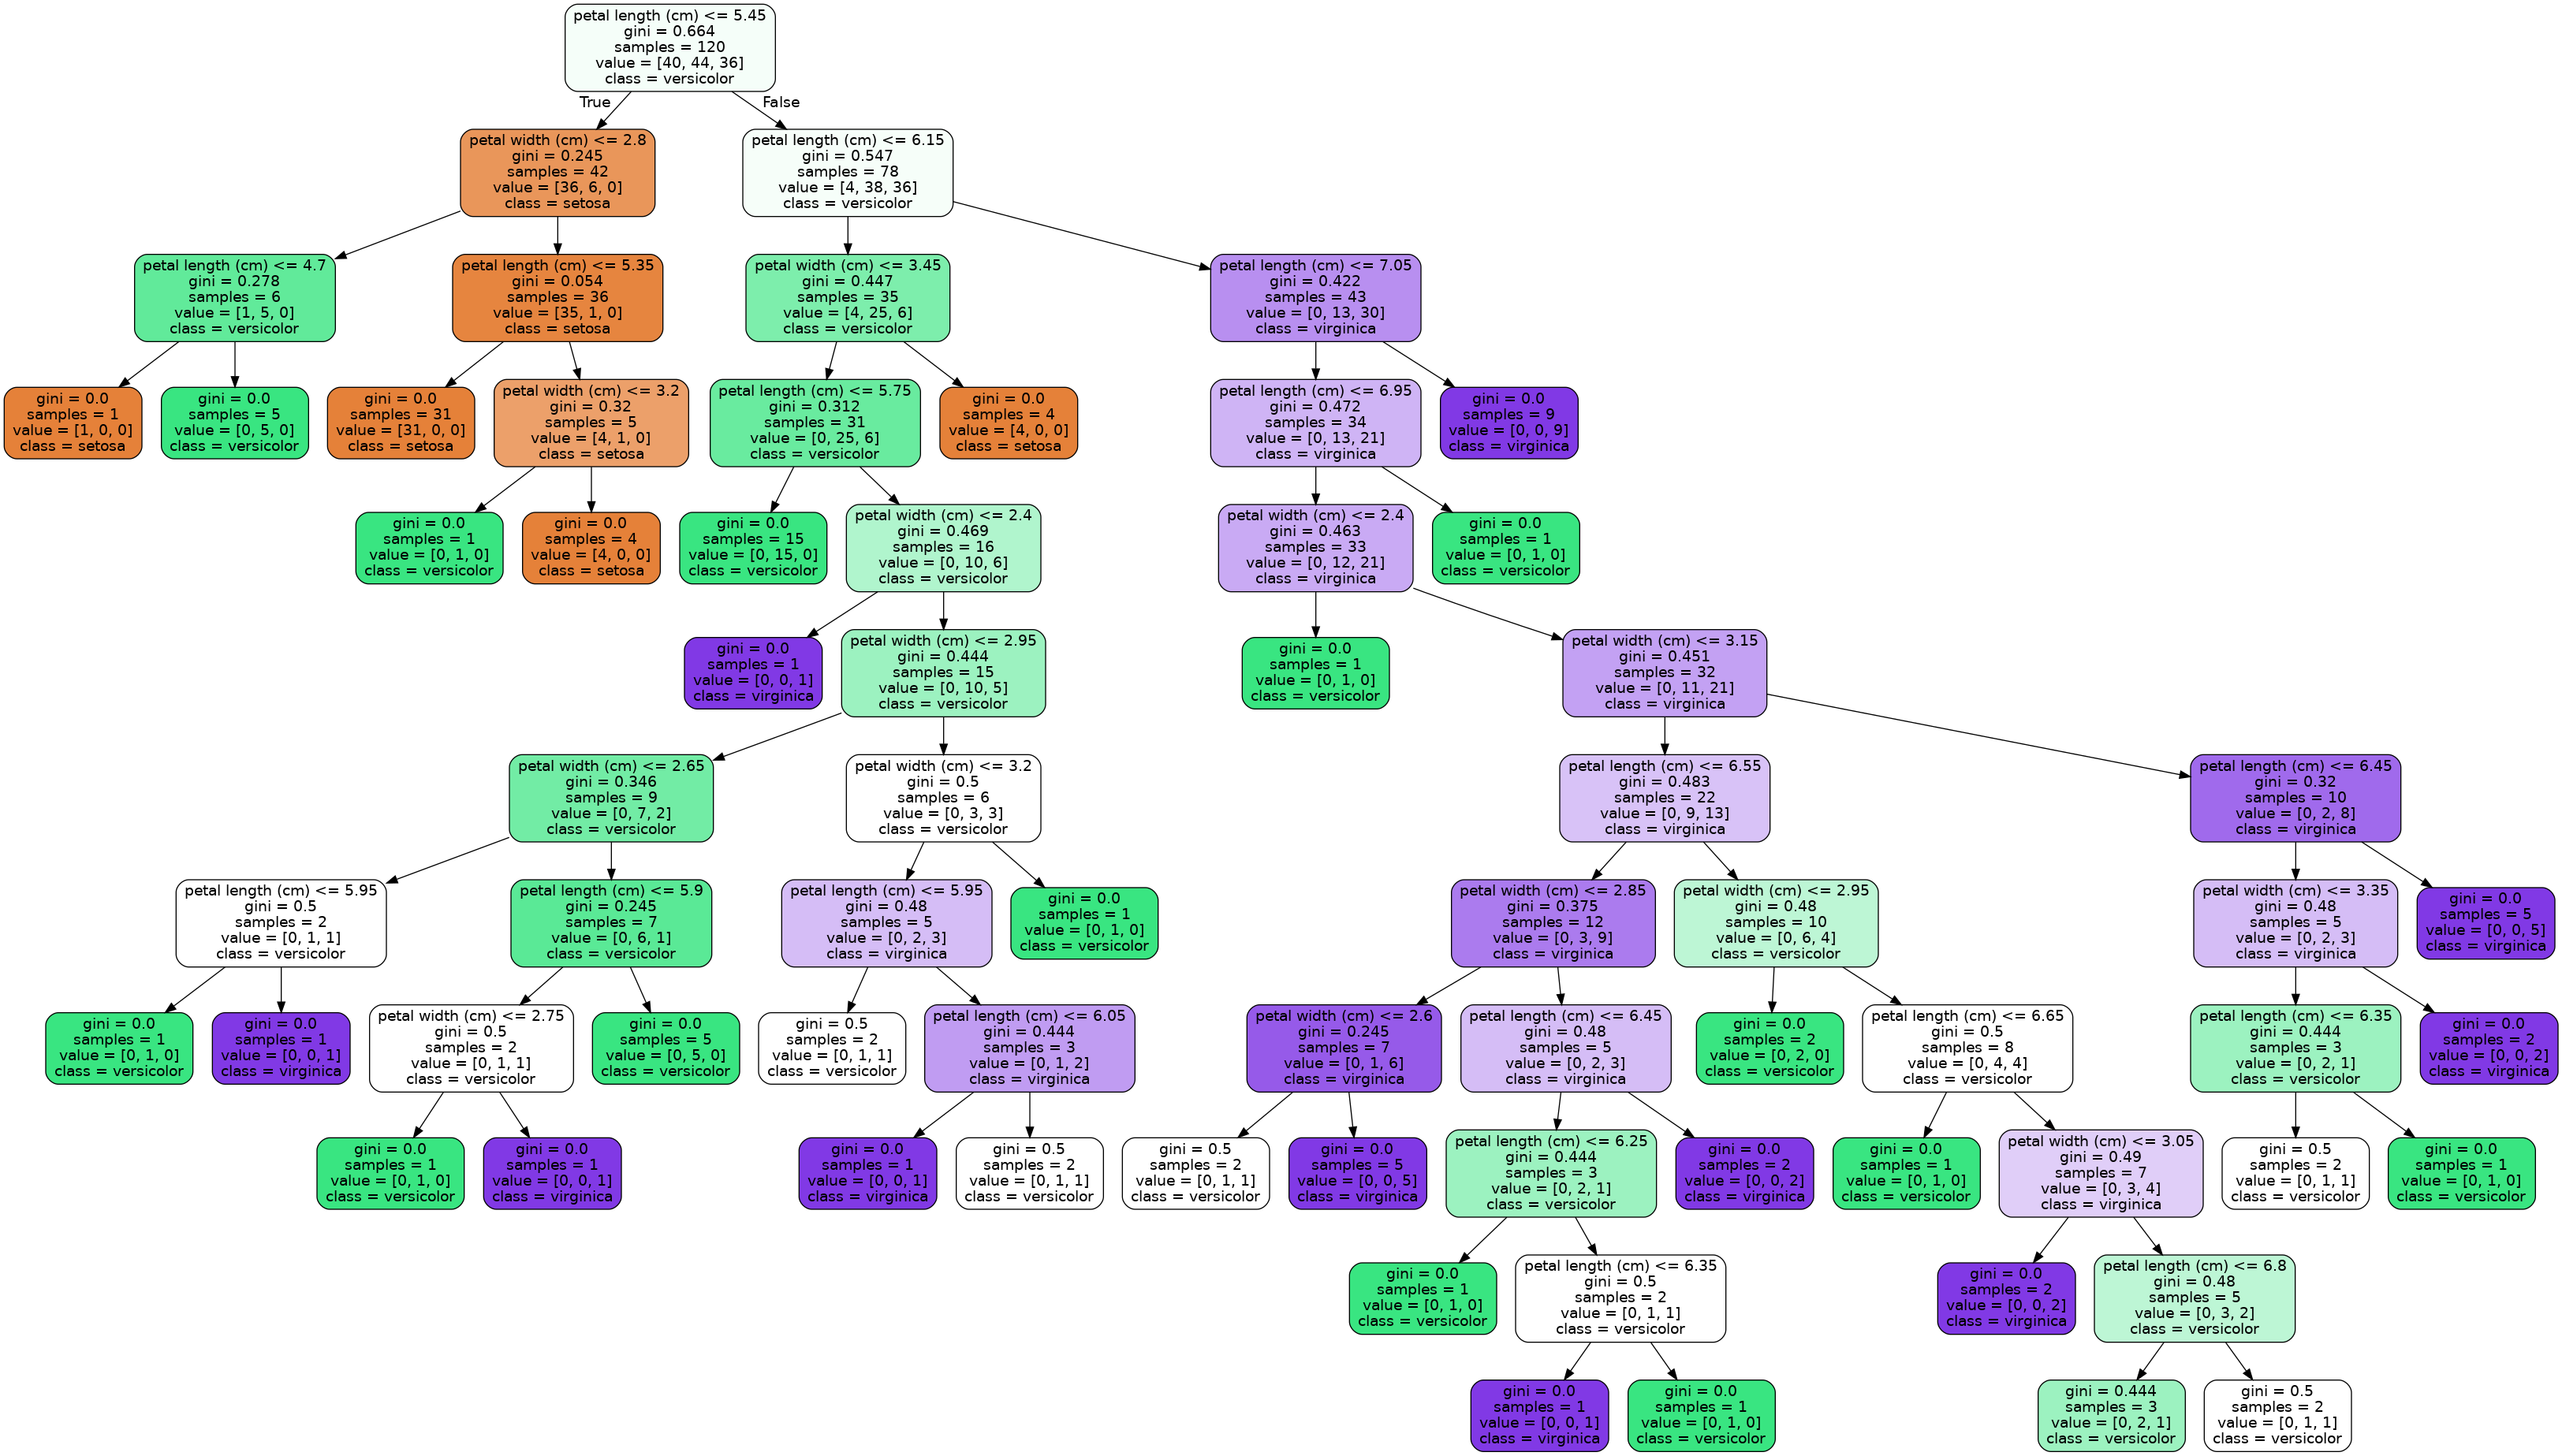 petal length (cm) <= 5.45
gini = 0.664
samples = 120
value = [40, 44, 36]
class = versicolor
True
False
petal width (cm) <= 2.8
gini = 0.245
samples = 42
value = [36, 6, 0]
class = setosa
petal length (cm) <= 6.15
gini = 0.547
samples = 78
value = [4, 38, 36]
class = versicolor
petal length (cm) <= 4.7
gini = 0.278
samples = 6
value = [1, 5, 0]
class = versicolor
petal length (cm) <= 5.35
gini = 0.054
samples = 36
value = [35, 1, 0]
class = setosa
petal width (cm) <= 3.45
gini = 0.447
samples = 35
value = [4, 25, 6]
class = versicolor
petal length (cm) <= 7.05
gini = 0.422
samples = 43
value = [0, 13, 30]
class = virginica
gini = 0.0
samples = 1
value = [1, 0, 0]
class = setosa
gini = 0.0
samples = 5
value = [0, 5, 0]
class = versicolor
gini = 0.0
samples = 31
value = [31, 0, 0]
class = setosa
petal width (cm) <= 3.2
gini = 0.32
samples = 5
value = [4, 1, 0]
class = setosa
petal length (cm) <= 5.75
gini = 0.312
samples = 31
value = [0, 25, 6]
class = versicolor
gini = 0.0
samples = 4
value = [4, 0, 0]
class = setosa
petal length (cm) <= 6.95
gini = 0.472
samples = 34
value = [0, 13, 21]
class = virginica
gini = 0.0
samples = 9
value = [0, 0, 9]
class = virginica
gini = 0.0
samples = 1
value = [0, 1, 0]
class = versicolor
gini = 0.0
samples = 4
value = [4, 0, 0]
class = setosa
gini = 0.0
samples = 15
value = [0, 15, 0]
class = versicolor
petal width (cm) <= 2.4
gini = 0.469
samples = 16
value = [0, 10, 6]
class = versicolor
petal width (cm) <= 2.4
gini = 0.463
samples = 33
value = [0, 12, 21]
class = virginica
gini = 0.0
samples = 1
value = [0, 1, 0]
class = versicolor
gini = 0.0
samples = 1
value = [0, 0, 1]
class = virginica
petal width (cm) <= 2.95
gini = 0.444
samples = 15
value = [0, 10, 5]
class = versicolor
gini = 0.0
samples = 1
value = [0, 1, 0]
class = versicolor
petal width (cm) <= 3.15
gini = 0.451
samples = 32
value = [0, 11, 21]
class = virginica
petal width (cm) <= 2.65
gini = 0.346
samples = 9
value = [0, 7, 2]
class = versicolor
petal width (cm) <= 3.2
gini = 0.5
samples = 6
value = [0, 3, 3]
class = versicolor
petal length (cm) <= 6.55
gini = 0.483
samples = 22
value = [0, 9, 13]
class = virginica
petal length (cm) <= 6.45
gini = 0.32
samples = 10
value = [0, 2, 8]
class = virginica
petal length (cm) <= 5.95
gini = 0.5
samples = 2
value = [0, 1, 1]
class = versicolor
petal length (cm) <= 5.9
gini = 0.245
samples = 7
value = [0, 6, 1]
class = versicolor
petal length (cm) <= 5.95
gini = 0.48
samples = 5
value = [0, 2, 3]
class = virginica
gini = 0.0
samples = 1
value = [0, 1, 0]
class = versicolor
petal width (cm) <= 2.85
gini = 0.375
samples = 12
value = [0, 3, 9]
class = virginica
petal width (cm) <= 2.95
gini = 0.48
samples = 10
value = [0, 6, 4]
class = versicolor
petal width (cm) <= 3.35
gini = 0.48
samples = 5
value = [0, 2, 3]
class = virginica
gini = 0.0
samples = 5
value = [0, 0, 5]
class = virginica
gini = 0.0
samples = 1
value = [0, 1, 0]
class = versicolor
gini = 0.0
samples = 1
value = [0, 0, 1]
class = virginica
petal width (cm) <= 2.75
gini = 0.5
samples = 2
value = [0, 1, 1]
class = versicolor
gini = 0.0
samples = 5
value = [0, 5, 0]
class = versicolor
gini = 0.5
samples = 2
value = [0, 1, 1]
class = versicolor
petal length (cm) <= 6.05
gini = 0.444
samples = 3
value = [0, 1, 2]
class = virginica
petal width (cm) <= 2.6
gini = 0.245
samples = 7
value = [0, 1, 6]
class = virginica
petal length (cm) <= 6.45
gini = 0.48
samples = 5
value = [0, 2, 3]
class = virginica
gini = 0.0
samples = 2
value = [0, 2, 0]
class = versicolor
petal length (cm) <= 6.65
gini = 0.5
samples = 8
value = [0, 4, 4]
class = versicolor
petal length (cm) <= 6.35
gini = 0.444
samples = 3
value = [0, 2, 1]
class = versicolor
gini = 0.0
samples = 2
value = [0, 0, 2]
class = virginica
gini = 0.0
samples = 1
value = [0, 1, 0]
class = versicolor
gini = 0.0
samples = 1
value = [0, 0, 1]
class = virginica
gini = 0.0
samples = 1
value = [0, 0, 1]
class = virginica
gini = 0.5
samples = 2
value = [0, 1, 1]
class = versicolor
gini = 0.5
samples = 2
value = [0, 1, 1]
class = versicolor
gini = 0.0
samples = 5
value = [0, 0, 5]
class = virginica
petal length (cm) <= 6.25
gini = 0.444
samples = 3
value = [0, 2, 1]
class = versicolor
gini = 0.0
samples = 2
value = [0, 0, 2]
class = virginica
gini = 0.0
samples = 1
value = [0, 1, 0]
class = versicolor
petal width (cm) <= 3.05
gini = 0.49
samples = 7
value = [0, 3, 4]
class = virginica
gini = 0.5
samples = 2
value = [0, 1, 1]
class = versicolor
gini = 0.0
samples = 1
value = [0, 1, 0]
class = versicolor
gini = 0.0
samples = 1
value = [0, 1, 0]
class = versicolor
petal length (cm) <= 6.35
gini = 0.5
samples = 2
value = [0, 1, 1]
class = versicolor
gini = 0.0
samples = 2
value = [0, 0, 2]
class = virginica
petal length (cm) <= 6.8
gini = 0.48
samples = 5
value = [0, 3, 2]
class = versicolor
gini = 0.0
samples = 1
value = [0, 0, 1]
class = virginica
gini = 0.0
samples = 1
value = [0, 1, 0]
class = versicolor
gini = 0.444
samples = 3
value = [0, 2, 1]
class = versicolor
gini = 0.5
samples = 2
value = [0, 1, 1]
class = versicolor